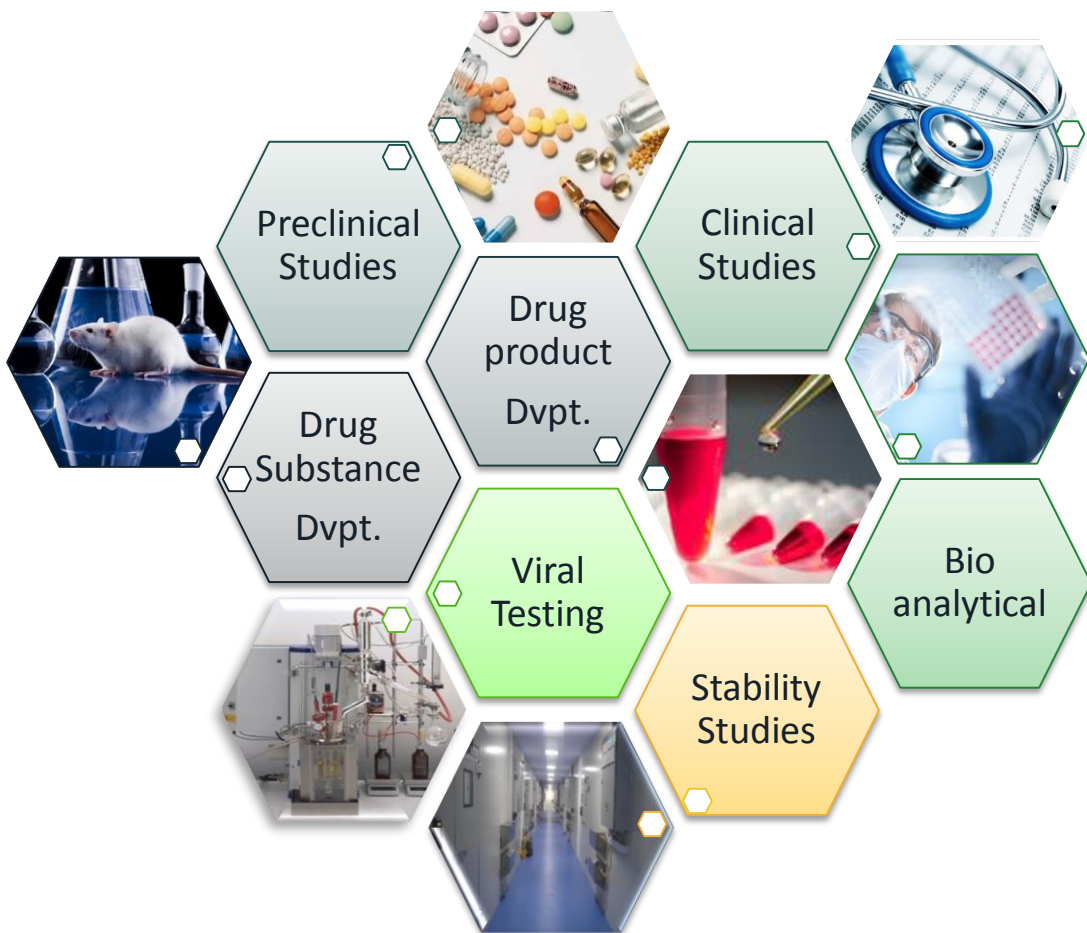 Preclinical
Studies
Clinical
Studies
Drug
product
Dvpt.
Drug
Substance
Dvpt.
Viral
Testing
Bio
analytical
Stability
Studies